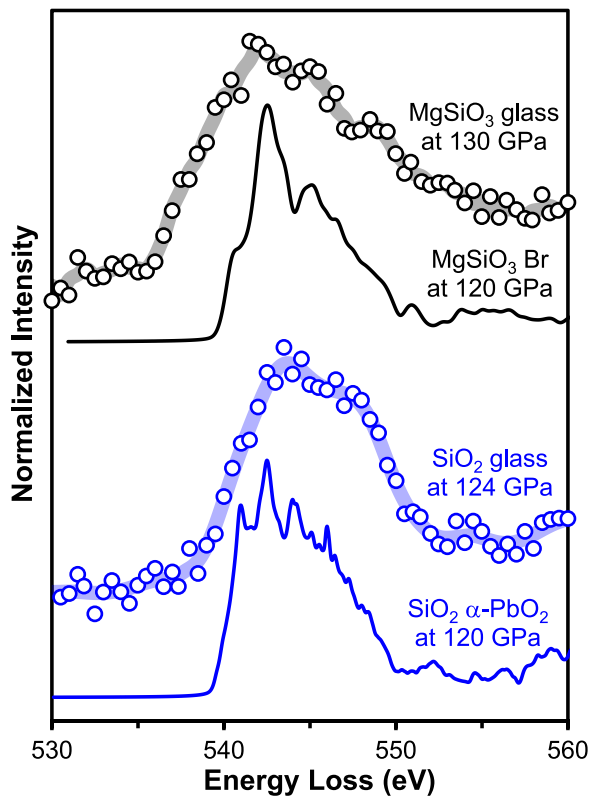 Normalized Intensity
MgSiO3 glass
at 130 GPa
MgSiO3 Br
at 120 GPa
SiO2 glass
at 124 GPa
SiO2 α-PbO2
at 120 GPa
530 540 550 560
Energy Loss (eV)